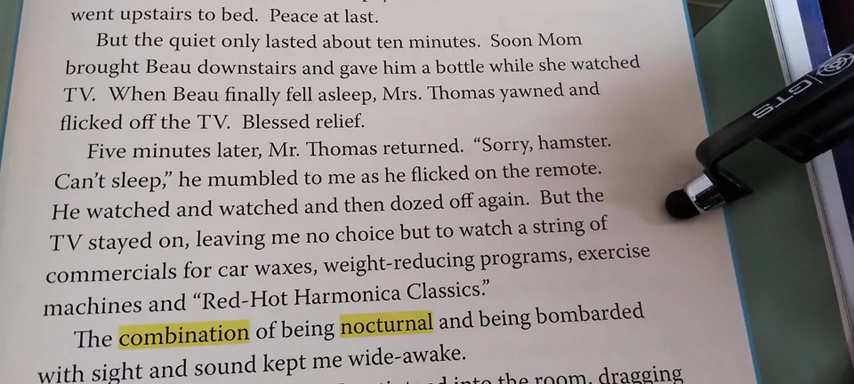 went upstairs to bed. Peace at last.
But the quiet only lasted about ten minutes. Soon Mom
brought Beau downstairs and gave him a bottle while she watched
TV. When Beau finally fell asleep, Mrs. Thomas yawned and
flicked off the TV. Blessed relief.
Five minutes later, Mr. Thomas returned. “Sorry, hamster.
Can’t sleep,” he mumbled to me as he flicked on the remote.
He watched and watched and then dozed off again. But the
TV stayed on, leaving me no choice but to watch a string of
commercials for car waxes, weight-reducing programs, exercise
machines and “Red-Hot Harmonica Classics.”
The combination of being nocturnal and being bombarded
with sight and sound kept me wide-awake.
into the room, dragging
GTS